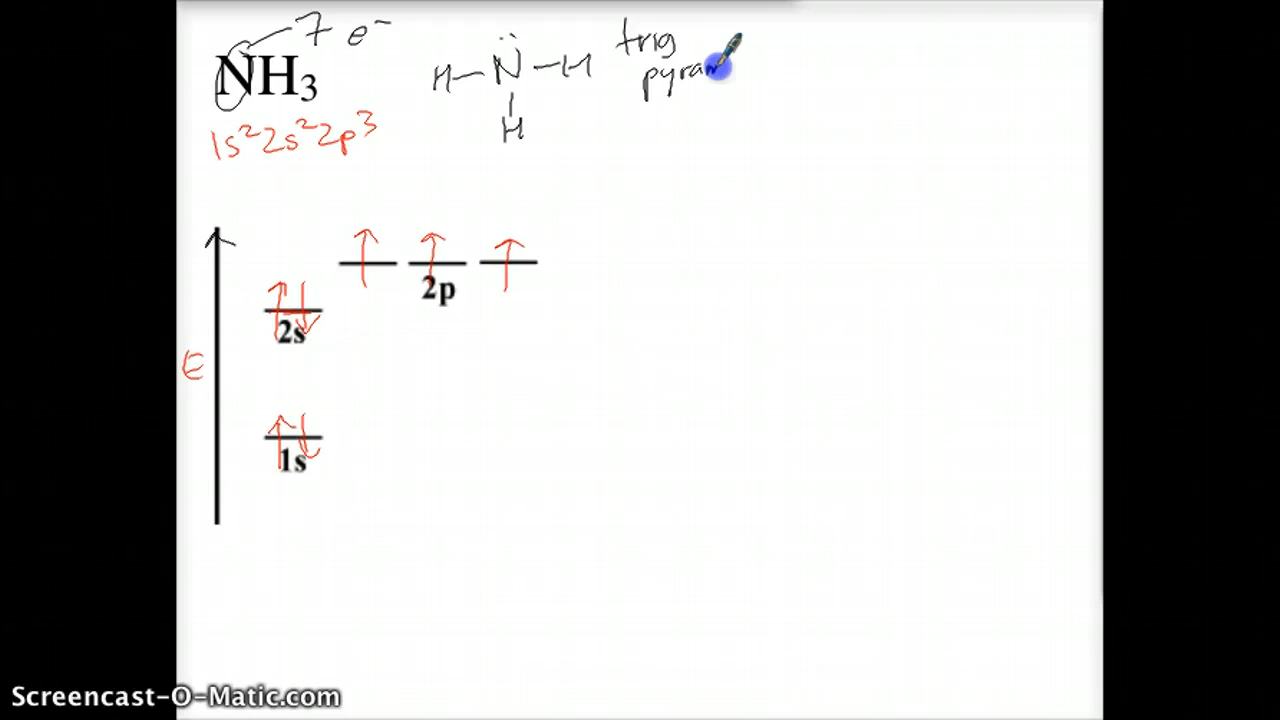 7 e⁻
NH₃
1s²2s²2p³
H–N̈–H
H
trig
pyram
2p
2s
E
1s
Screencast-O-Matic.com